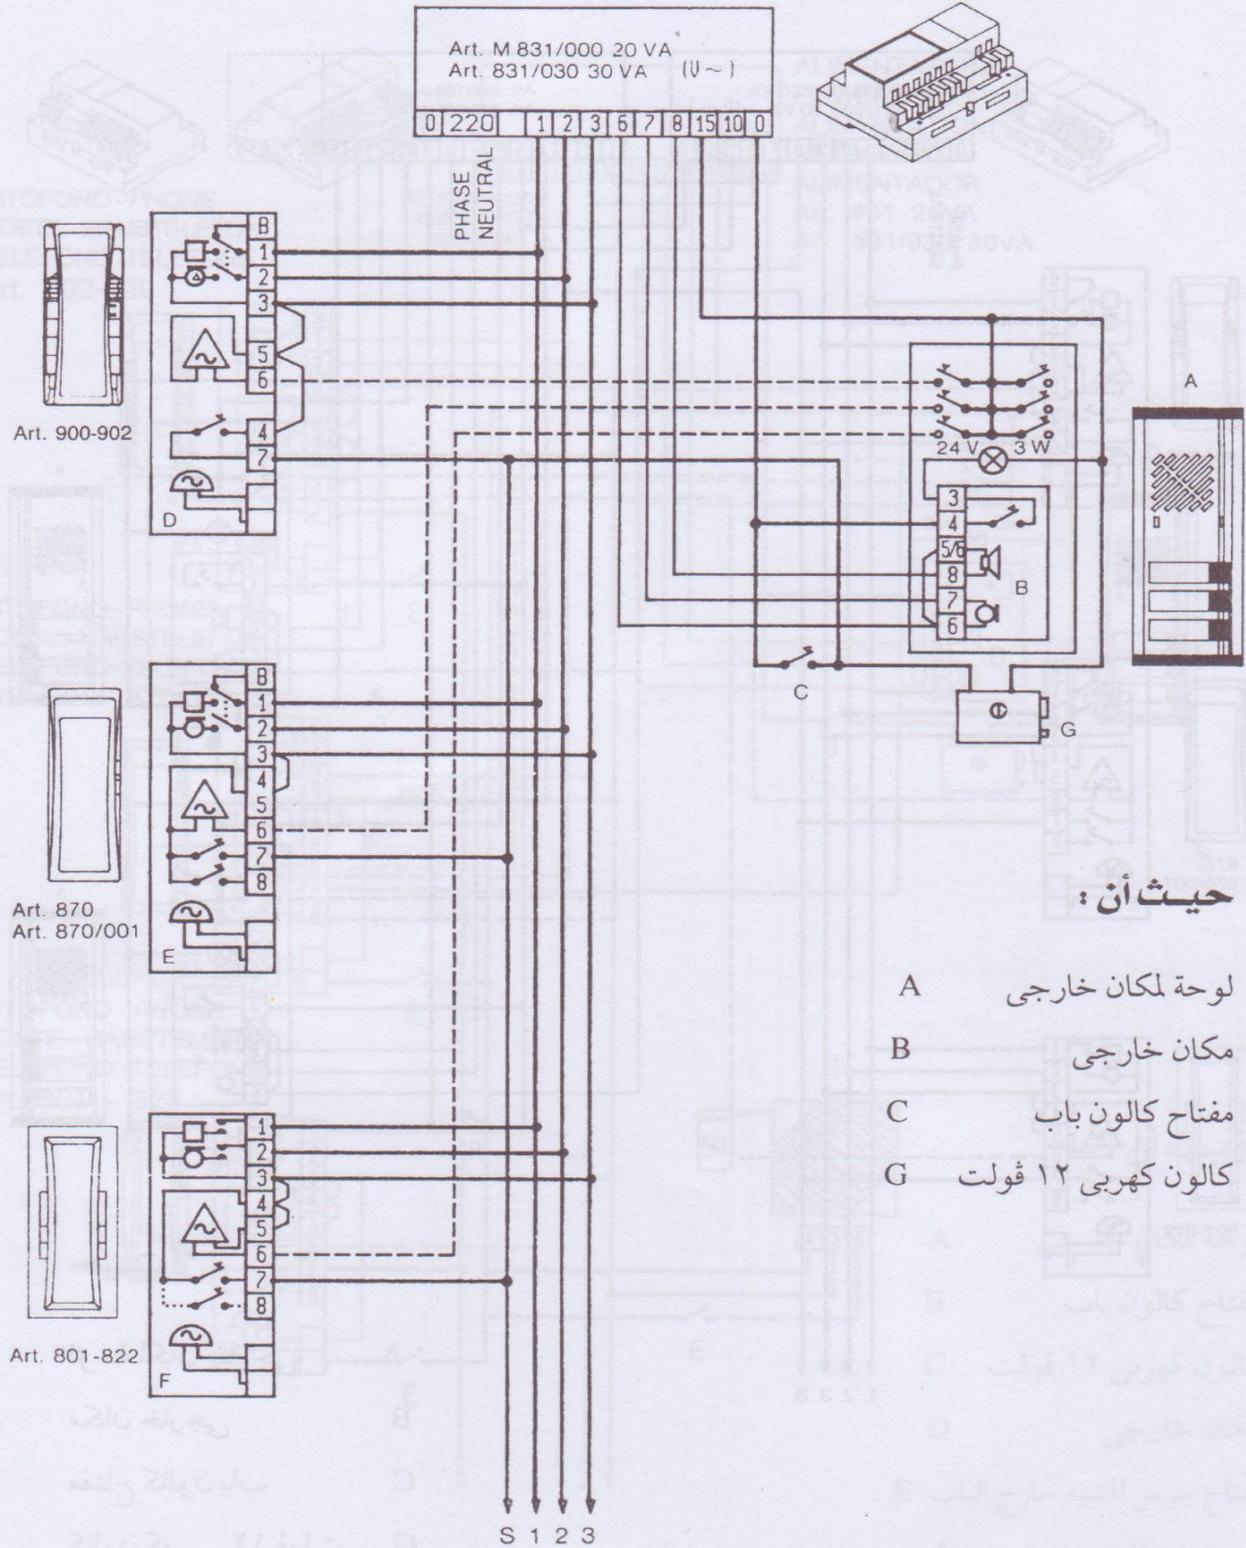 Art. M 831/000 20 VA
Art. 831/030 30 VA (U ~)
0 220 1 2 3 6 7 8 15 10 0
PHASE
NEUTRAL
B
1
2
3
5
6
4
7
D
Art. 900-902
A
24 V 3 W
3
4
5/6
8
7
6
B
C
G
B
1
2
3
4
5
6
7
8
E
Art. 870
Art. 870/001
حيث أن :
لوحة لمكان خارجى A
مكان خارجى B
مفتاح كالون باب C
كالون كهربى ١٢ ڤولت G
1
2
3
4
5
6
7
8
F
Art. 801-822
S 1 2 3